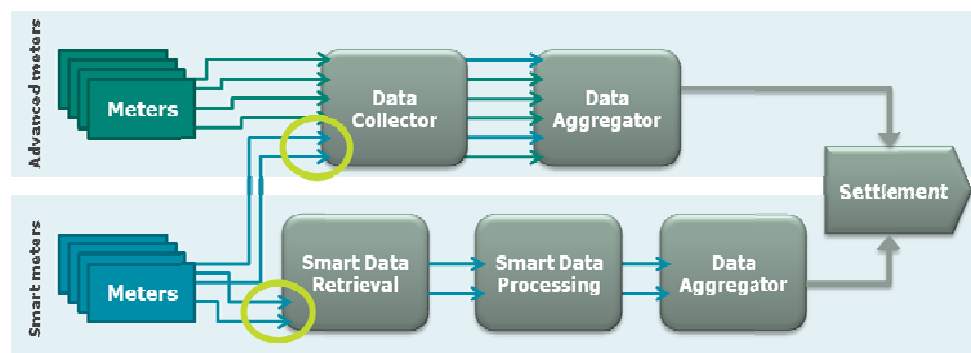 Advanced meters
Meters
Data
Collector
Data
Aggregator
Settlement
Smart meters
Meters
Smart Data
Retrieval
Smart Data
Processing
Data
Aggregator